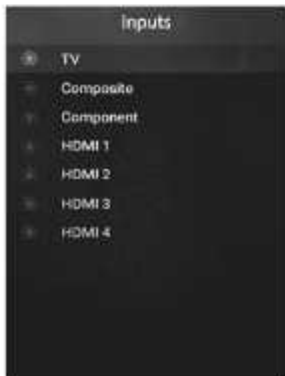 Inputs
TV
Composite
Component
HDMI 1
HDMI 2
HDMI 3
HDMI 4